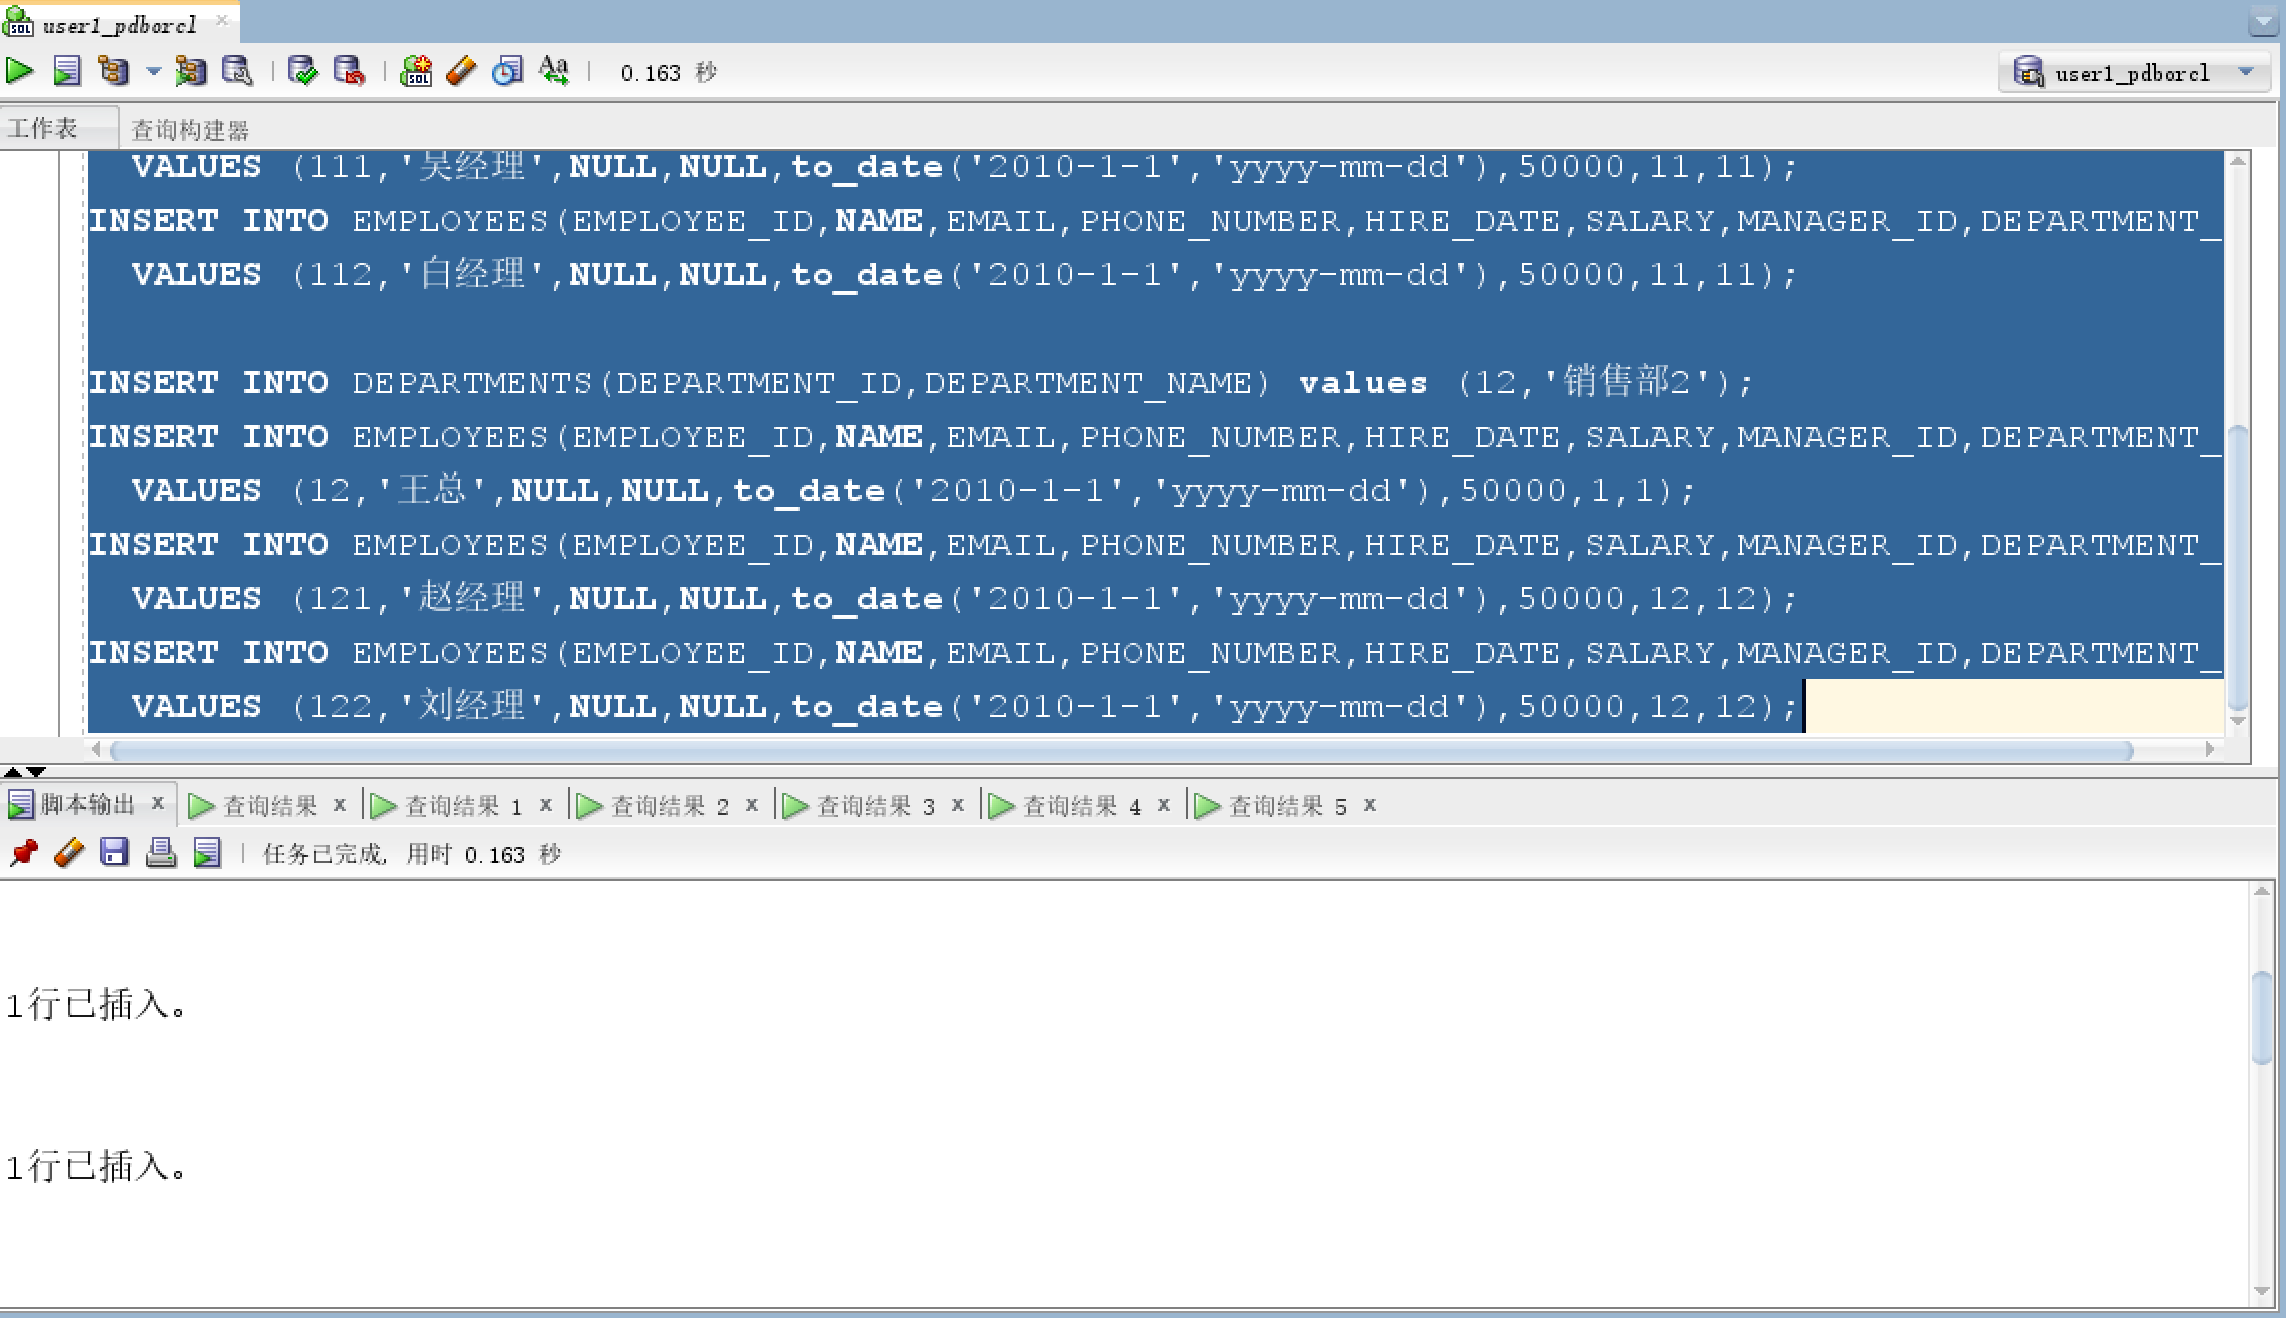 user1_pdborcl
0.163 秒
user1_pdborcl
工作表 查询构建器
VALUES (111,'吴经理',NULL,NULL,to_date('2010-1-1','yyyy-mm-dd'),50000,11,11);
INSERT INTO EMPLOYEES(EMPLOYEE_ID,NAME,EMAIL,PHONE_NUMBER,HIRE_DATE,SALARY,MANAGER_ID,DEPARTMENT_
VALUES (112,'白经理',NULL,NULL,to_date('2010-1-1','yyyy-mm-dd'),50000,11,11);
INSERT INTO DEPARTMENTS(DEPARTMENT_ID,DEPARTMENT_NAME) values (12,'销售部2');
INSERT INTO EMPLOYEES(EMPLOYEE_ID,NAME,EMAIL,PHONE_NUMBER,HIRE_DATE,SALARY,MANAGER_ID,DEPARTMENT_
VALUES (12,'王总',NULL,NULL,to_date('2010-1-1','yyyy-mm-dd'),50000,1,1);
INSERT INTO EMPLOYEES(EMPLOYEE_ID,NAME,EMAIL,PHONE_NUMBER,HIRE_DATE,SALARY,MANAGER_ID,DEPARTMENT_
VALUES (121,'赵经理',NULL,NULL,to_date('2010-1-1','yyyy-mm-dd'),50000,12,12);
INSERT INTO EMPLOYEES(EMPLOYEE_ID,NAME,EMAIL,PHONE_NUMBER,HIRE_DATE,SALARY,MANAGER_ID,DEPARTMENT_
VALUES (122,'刘经理',NULL,NULL,to_date('2010-1-1','yyyy-mm-dd'),50000,12,12);
脚本输出 x 查询结果 x 查询结果 1 x 查询结果 2 x 查询结果 3 x 查询结果 4 x 查询结果 5 x
任务已完成, 用时 0.163 秒
1行已插入。
1行已插入。